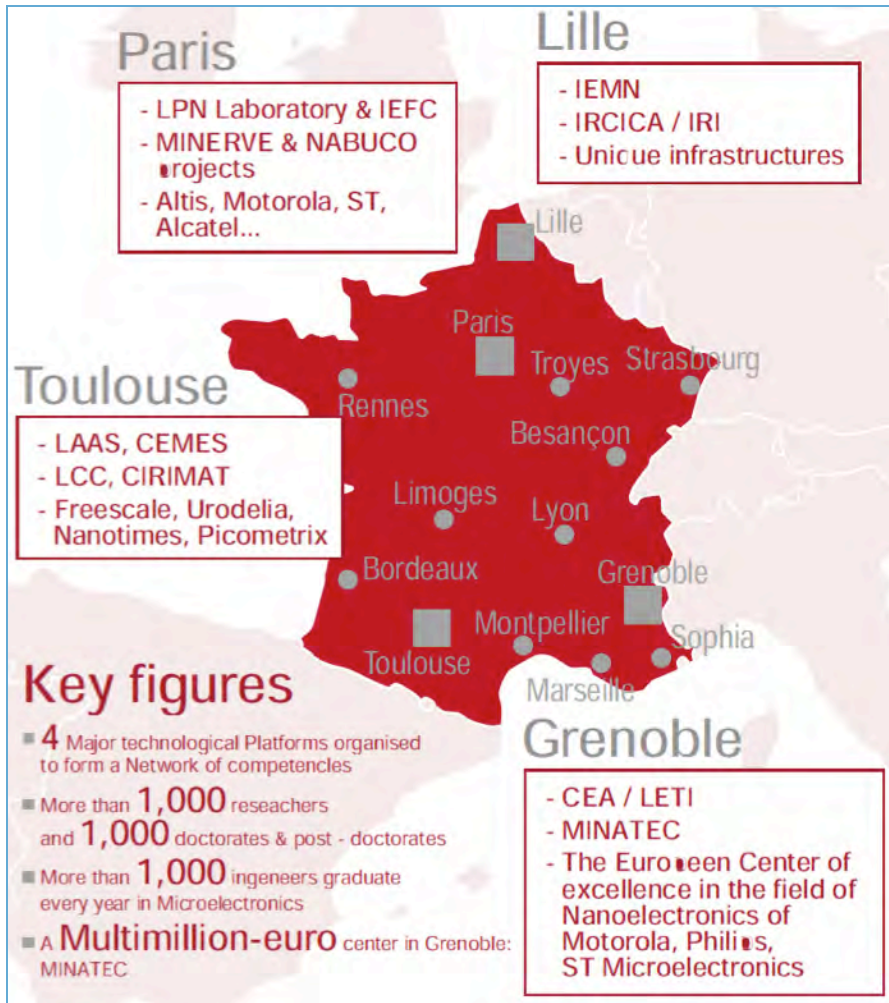 Paris
- LPN Laboratory & IEFC
- MINERVE & NABUCO
projects
- Altis, Motorola, ST,
Alcatel...
Lille
- IEMN
- IRCICA / IRI
- Unique infrastructures
Lille
Paris
Troyes
Strasbourg
Rennes
Besançon
Limoges
Lyon
Bordeaux
Grenoble
Toulouse
Montpellier
Sophia
Marseille
Toulouse
- LAAS, CEMES
- LCC, CIRIMAT
- Freescale, Urodelia,
Nanotimes, Picometrix
Key figures
4 Major technological Platforms organised
to form a Network of competencies
More than 1,000 reseachers
and 1,000 doctorates & post - doctorates
More than 1,000 ingeneers graduate
every year in Microelectronics
A Multimillion-euro center in Grenoble:
MINATEC
Grenoble
- CEA / LETI
- MINATEC
- The Europeen Center of
excellence in the field of
Nanoelectronics of
Motorola, Philips,
ST Microelectronics